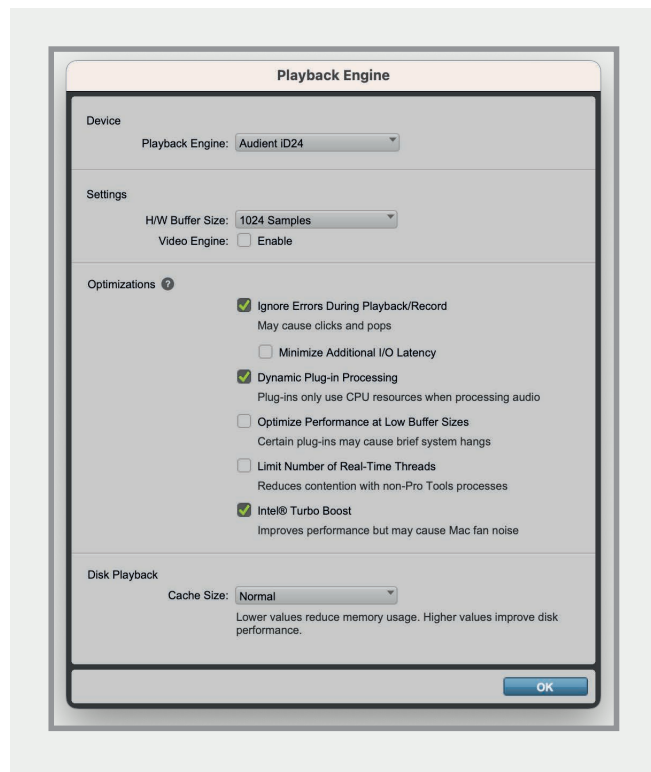 Playback Engine
Device
Playback Engine: Audient iD24
Settings
H/W Buffer Size: 1024 Samples
Video Engine: Enable
Optimizations ?
Ignore Errors During Playback/Record
May cause clicks and pops
Minimize Additional I/O Latency
Dynamic Plug-in Processing
Plug-ins only use CPU resources when processing audio
Optimize Performance at Low Buffer Sizes
Certain plug-ins may cause brief system hangs
Limit Number of Real-Time Threads
Reduces contention with non-Pro Tools processes
Intel® Turbo Boost
Improves performance but may cause Mac fan noise
Disk Playback
Cache Size: Normal
Lower values reduce memory usage. Higher values improve disk
performance.
OK